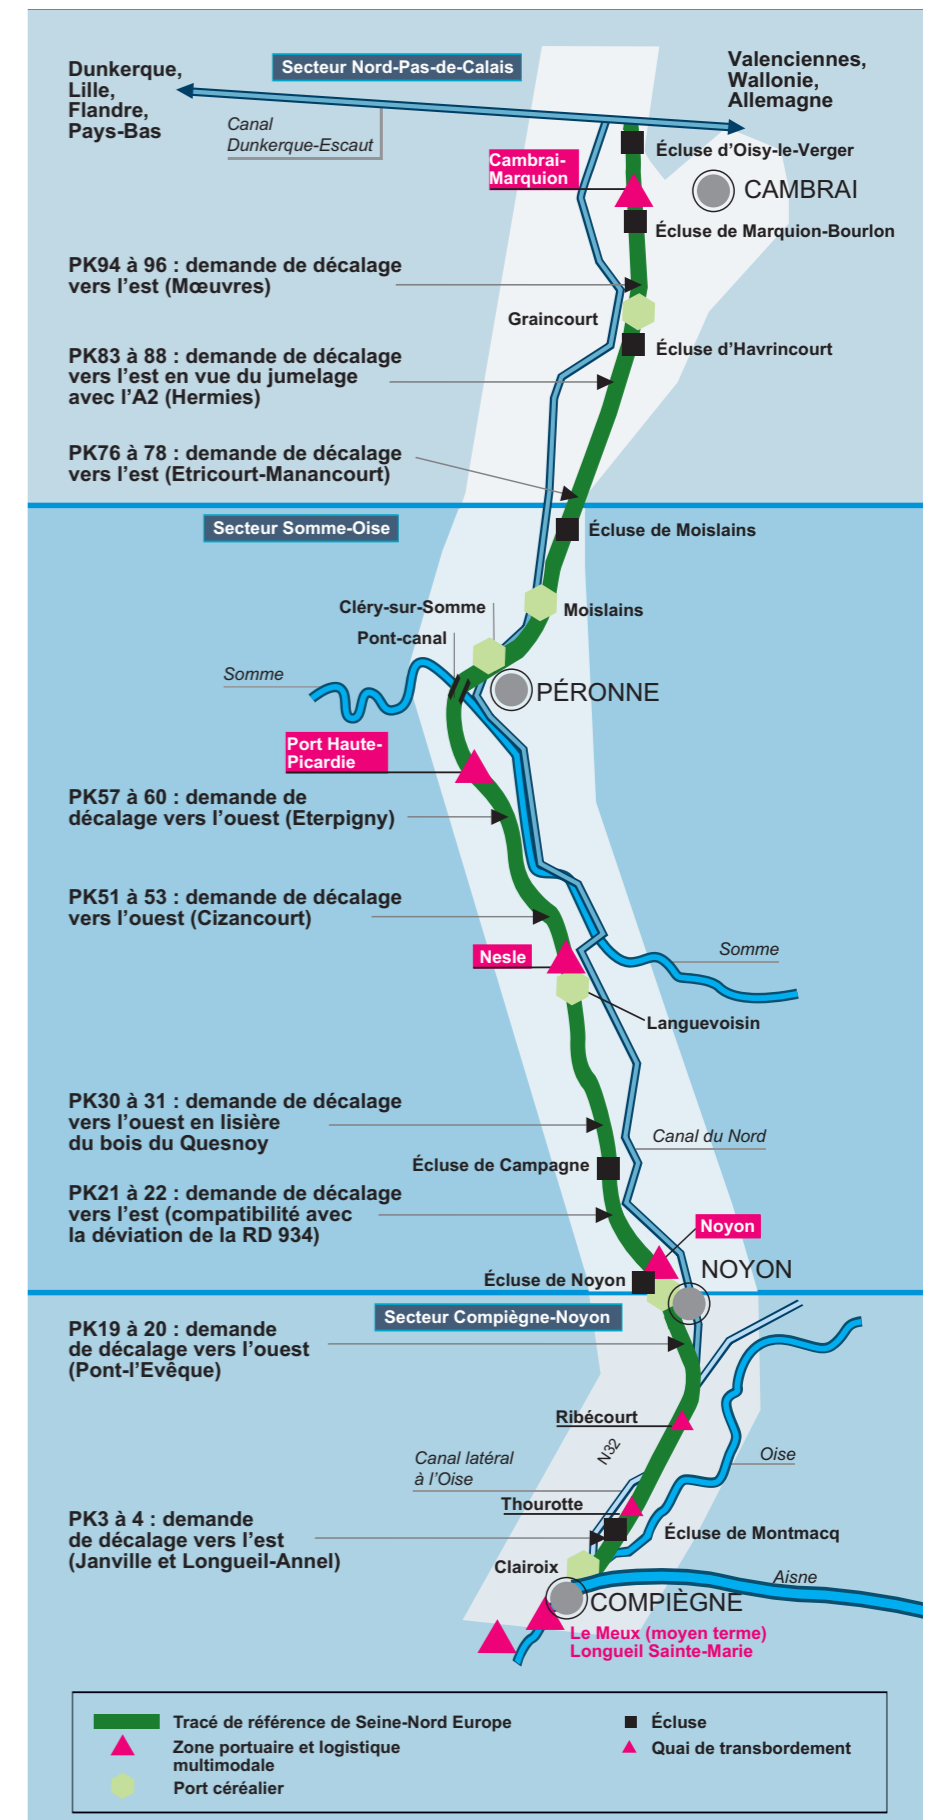 Secteur Nord-Pas-de-Calais
Dunkerque,
Lille,
Flandre,
Pays-Bas
Valenciennes,
Wallonie,
Allemagne
Canal
Dunkerque-Escaut
Écluse d'Oisy-le-Verger
Cambrai-
Marquion
CAMBRAI
Écluse de Marquion-Bourlon
PK94 à 96 : demande de décalage
vers l'est (Mœuvres)
Graincourt
Écluse d'Havrincourt
PK83 à 88 : demande de décalage
vers l'est en vue du jumelage
avec l'A2 (Hermies)
PK76 à 78 : demande de décalage
vers l'est (Etricourt-Manancourt)
Secteur Somme-Oise
Écluse de Moislains
Cléry-sur-Somme
Moislains
Pont-canal
Somme
PÉRONNE
Port Haute-
Picardie
PK57 à 60 : demande de
décalage vers l'ouest (Eterpigny)
PK51 à 53 : demande de décalage
vers l'ouest (Cizancourt)
Nesle
Somme
Languevoisin
PK30 à 31 : demande de décalage
vers l'ouest en lisière
du bois du Quesnoy
Canal du Nord
Écluse de Campagne
PK21 à 22 : demande de décalage
vers l'est (compatibilité avec
la déviation de la RD 934)
Noyon
NOYON
Écluse de Noyon
Secteur Compiègne-Noyon
PK19 à 20 : demande
de décalage vers l'ouest
(Pont-l'Evêque)
Ribécourt
N32
Canal latéral
à l'Oise
Oise
Thourotte
PK3 à 4 : demande
de décalage vers l'est
(Janville et Longueil-Annel)
Écluse de Montmacq
Clairoix
Aisne
COMPIÈGNE
Le Meux (moyen terme)
Longueil Sainte-Marie
Tracé de référence de Seine-Nord Europe
Zone portuaire et logistique
multimodale
Port céréalier
Écluse
Quai de transbordement